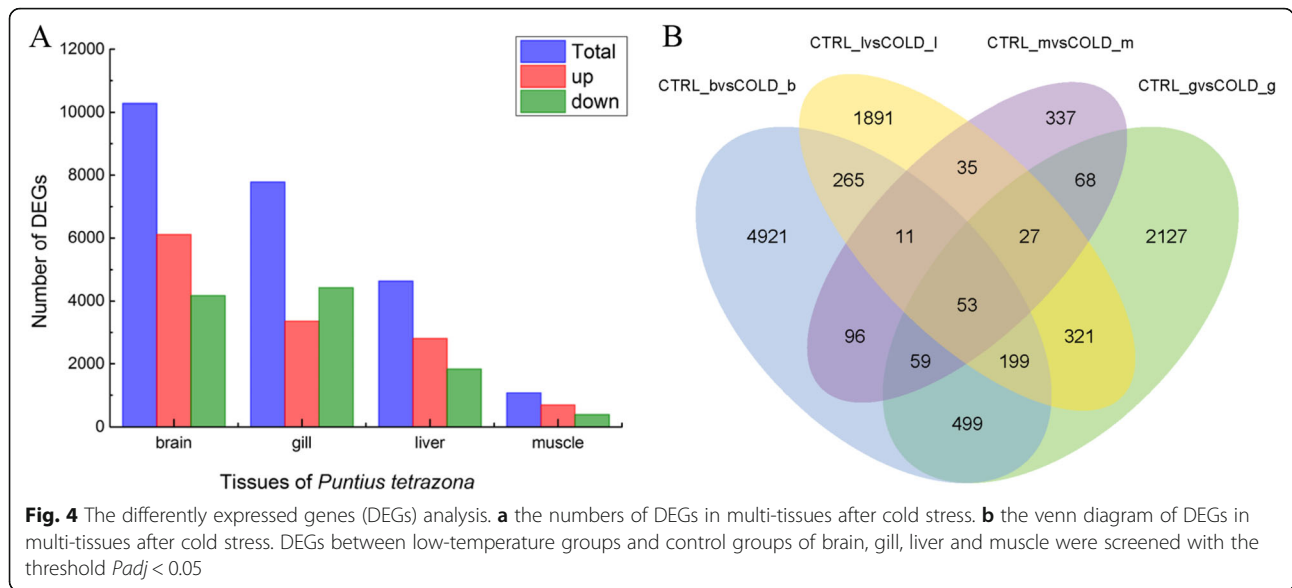 A
12000
10000
8000
6000
4000
2000
0
Number of DEGs
Total
up
down
brain gill liver muscle
Tissues of Puntius tetrazona
B
CTRL_lvsCOLD_l CTRL_mvsCOLD_m
CTRL_bvsCOLD_b CTRL_gvsCOLD_g
1891 337
265 35 68
4921 11 27 2127
53
96 59 199 321
499
Fig. 4 The differently expressed genes (DEGs) analysis. a the numbers of DEGs in multi-tissues after cold stress. b the venn diagram of DEGs in
multi-tissues after cold stress. DEGs between low-temperature groups and control groups of brain, gill, liver and muscle were screened with the
threshold Padj < 0.05